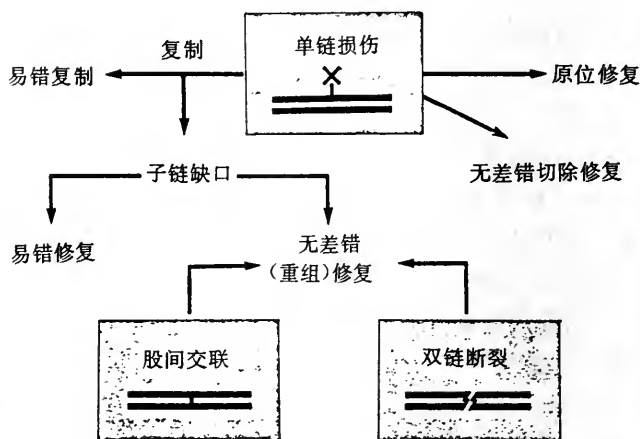 复制
单链损伤
易错复制
原位修复
无差错切除修复
子链缺口
易错修复
无差错
（重组）修复
股间交联
双链断裂